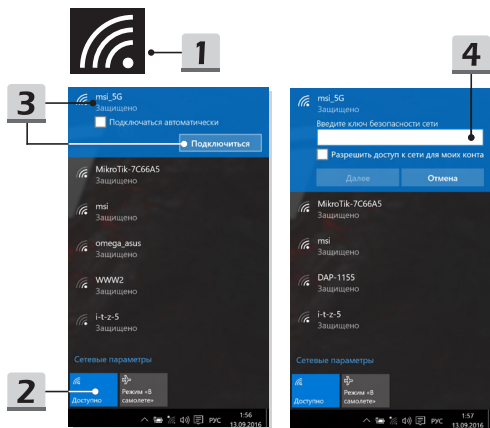 1
3
msi_5G
Защищено
Подключаться автоматически
Подключиться
MikroTik-7C66A5
Защищено
msi
Защищено
omega_asus
Защищено
WWW2
Защищено
i-t-z-5
Защищено
Сетевые параметры
2
Доступно
Режим «В
самолете»
РУС
1:56
13.09.2016
4
msi_5G
Защищено
Введите ключ безопасности сети
Разрешить доступ к сети для моих конта
Далее
Отмена
MikroTik-7C66A5
Защищено
msi
Защищено
DAP-1155
Защищено
i-t-z-5
Защищено
Сетевые параметры
Доступно
Режим «В
самолете»
РУС
1:57
13.09.2016